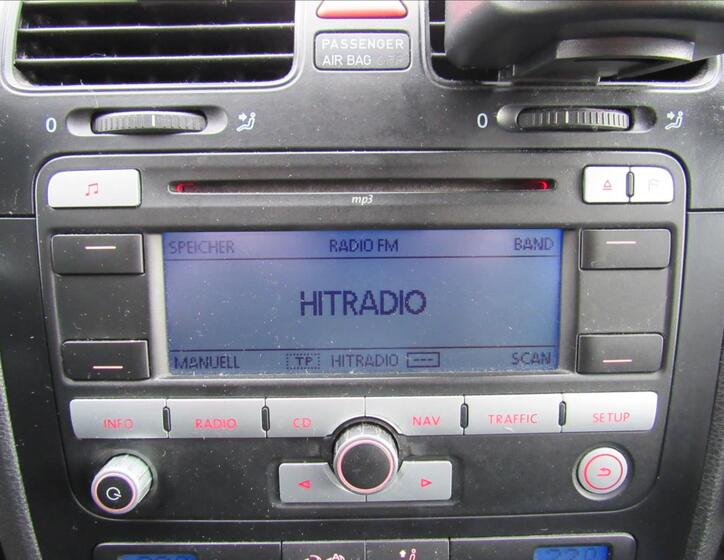 PASSENGER
AIR BAG OFF
0
0
mp3
SPEICHER RADIO FM BAND
HITRADIO
MANUELL TP HITRADIO --- SCAN
INFO RADIO CD NAV TRAFFIC SETUP